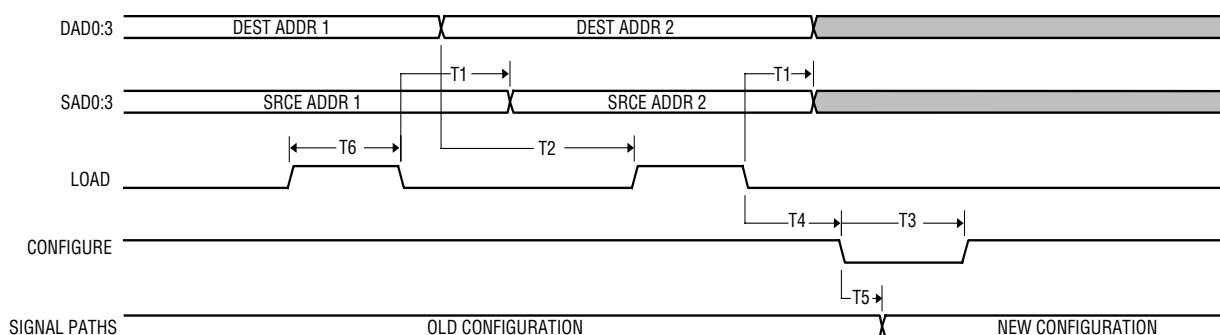 DAD0:3 DEST ADDR 1 DEST ADDR 2
T1 T1
SAD0:3 SRCE ADDR 1 SRCE ADDR 2
T6 T2
LOAD
T4 T3
CONFIGURE
T5
SIGNAL PATHS OLD CONFIGURATION NEW CONFIGURATION